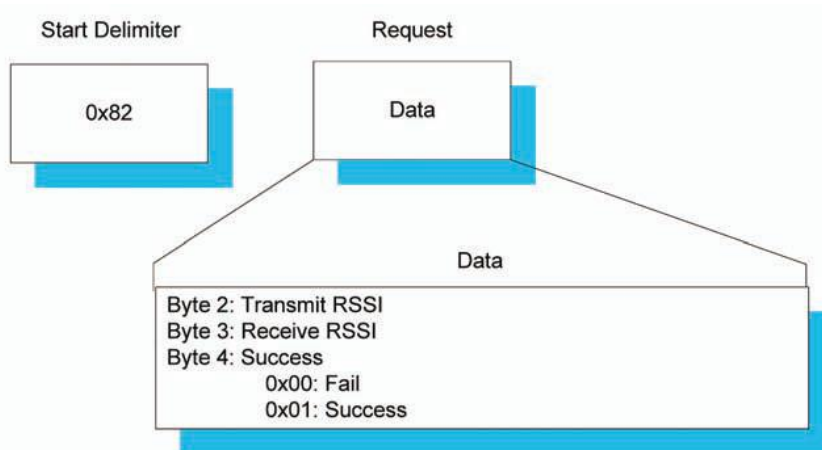 Start Delimiter
Request
0x82
Data
Data
Byte 2: Transmit RSSI
Byte 3: Receive RSSI
Byte 4: Success
0x00: Fail
0x01: Success